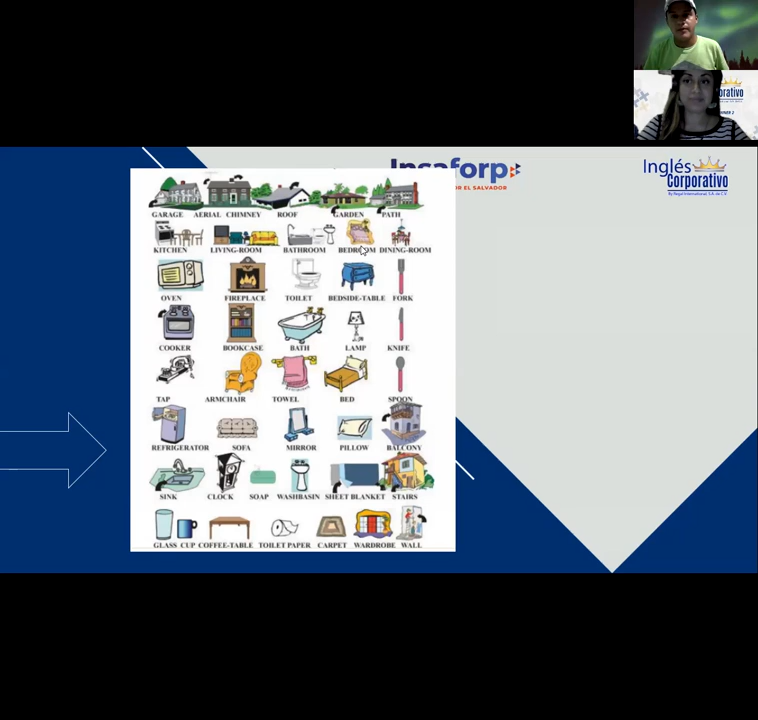 Insaforp
POR EL SALVADOR
Inglés
Corporativo
GARAGE AERIAL CHIMNEY ROOF GARDEN PATH
KITCHEN LIVING-ROOM BATHROOM BEDROOM DINING-ROOM
OVEN FIREPLACE TOILET BEDSIDE-TABLE FORK
COOKER BOOKCASE BATH LAMP KNIFE
TAP ARMCHAIR TOWEL BED SPOON
REFRIGERATOR SOFA MIRROR PILLOW BALCONY
SINK CLOCK SOAP WASHBASIN SHEET BLANKET STAIRS
GLASS CUP COFFEE-TABLE TOILET PAPER CARPET WARDROBE WALL